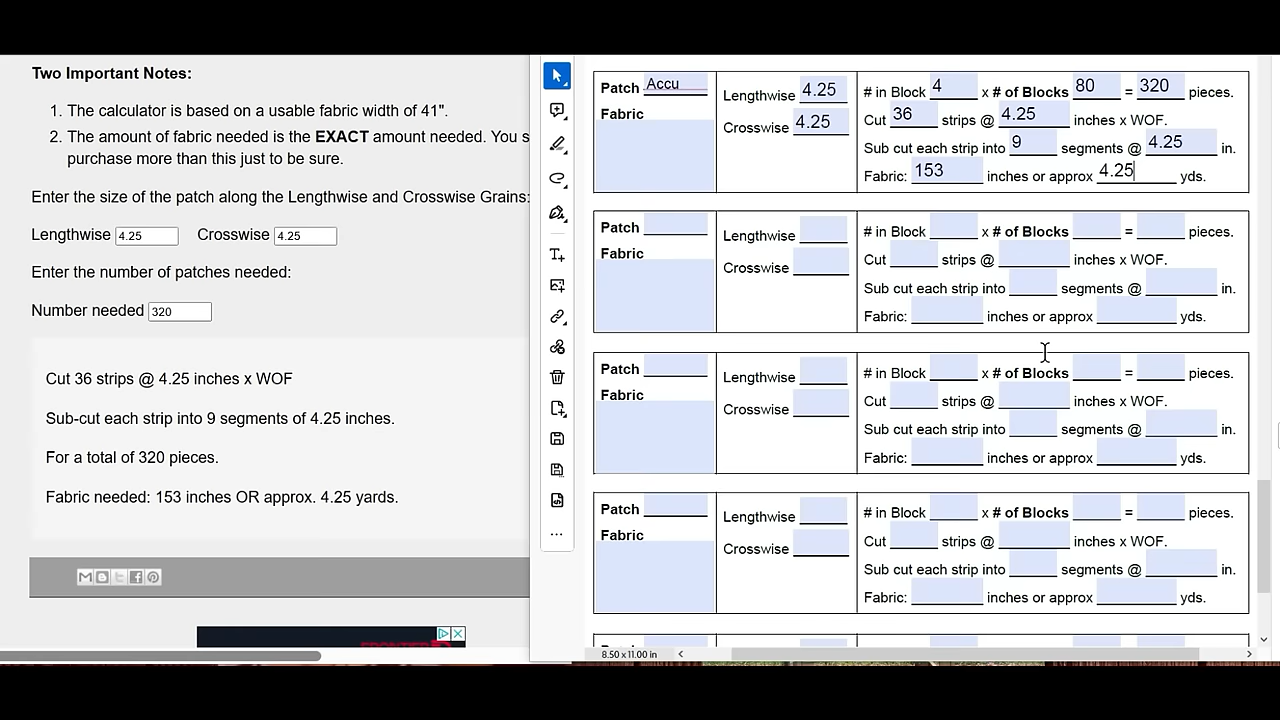 Two Important Notes:
1. The calculator is based on a usable fabric width of 41".
2. The amount of fabric needed is the EXACT amount needed. You s
purchase more than this just to be sure.
Enter the size of the patch along the Lengthwise and Crosswise Grains:
Lengthwise 4.25 Crosswise 4.25
Enter the number of patches needed:
Number needed 320
Cut 36 strips @ 4.25 inches x WOF
Sub-cut each strip into 9 segments of 4.25 inches.
For a total of 320 pieces.
Fabric needed: 153 inches OR approx. 4.25 yards.
Patch Accu
Fabric
Lengthwise 4.25
Crosswise 4.25
# in Block 4 x # of Blocks 80 = 320 pieces.
Cut 36 strips @ 4.25 inches x WOF.
Sub cut each strip into 9 segments @ 4.25 in.
Fabric: 153 inches or approx 4.25 yds.
Patch
Fabric
Lengthwise
Crosswise
# in Block x # of Blocks = pieces.
Cut strips @ inches x WOF.
Sub cut each strip into segments @ in.
Fabric: inches or approx yds.
Patch
Fabric
Lengthwise
Crosswise
# in Block x # of Blocks = pieces.
Cut strips @ inches x WOF.
Sub cut each strip into segments @ in.
Fabric: inches or approx yds.
Patch
Fabric
Lengthwise
Crosswise
# in Block x # of Blocks = pieces.
Cut strips @ inches x WOF.
Sub cut each strip into segments @ in.
Fabric: inches or approx yds.
8.50 x 11.00 in